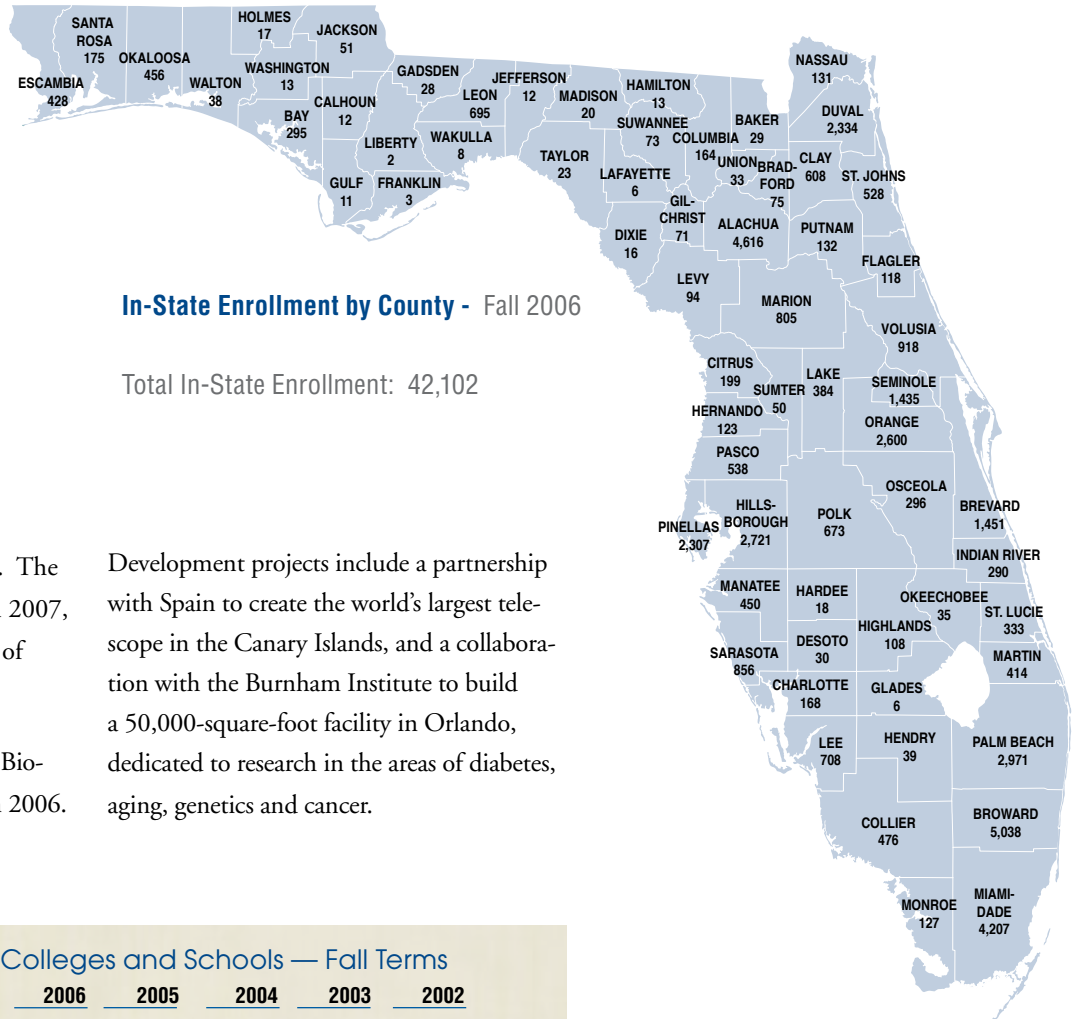 HOLMES
17
SANTA
ROSA
175
JACKSON
51
OKALOOSA
456
WASHINGTON
13
ESCAMBIA
428
WALTON
38
BAY
295
CALHOUN
12
GADSDEN
28
LIBERTY
2
GULF
11
FRANKLIN
3
LEON
695
WAKULLA
8
JEFFERSON
12
MADISON
20
TAYLOR
23
HAMILTON
13
SUWANNEE
73
LAFAYETTE
6
DIXIE
16
COLUMBIA
164
GIL-
CHRIST
71
BAKER
29
UNION
33
BRAD-
FORD
75
NASSAU
131
DUVAL
2,334
CLAY
608
ST. JOHNS
528
ALACHUA
4,616
PUTNAM
132
FLAGLER
118
LEVY
94
MARION
805
VOLUSIA
918
In-State Enrollment by County - Fall 2006
Total In-State Enrollment: 42,102
CITRUS
199
SUMTER
50
LAKE
384
SEMINOLE
1,435
HERNANDO
123
ORANGE
2,600
PASCO
538
OSCEOLA
296
BREVARD
1,451
PINELLAS
2,307
HILLS-
BOROUGH
2,721
POLK
673
INDIAN RIVER
290
MANATEE
450
HARDEE
18
OKEECHOBEE
35
ST. LUCIE
333
HIGHLANDS
108
SARASOTA
856
DESOTO
30
MARTIN
414
CHARLOTTE
168
GLADES
6
LEE
708
HENDRY
39
PALM BEACH
2,971
COLLIER
476
BROWARD
5,038
MONROE
127
MIAMI-
DADE
4,207
. The
2007,
of
Bio-
2006.
Development projects include a partnership
with Spain to create the world's largest tele-
scope in the Canary Islands, and a collabora-
tion with the Burnham Institute to build
a 50,000-square-foot facility in Orlando,
dedicated to research in the areas of diabetes,
aging, genetics and cancer.
Colleges and Schools — Fall Terms
2006 2005 2004 2003 2002